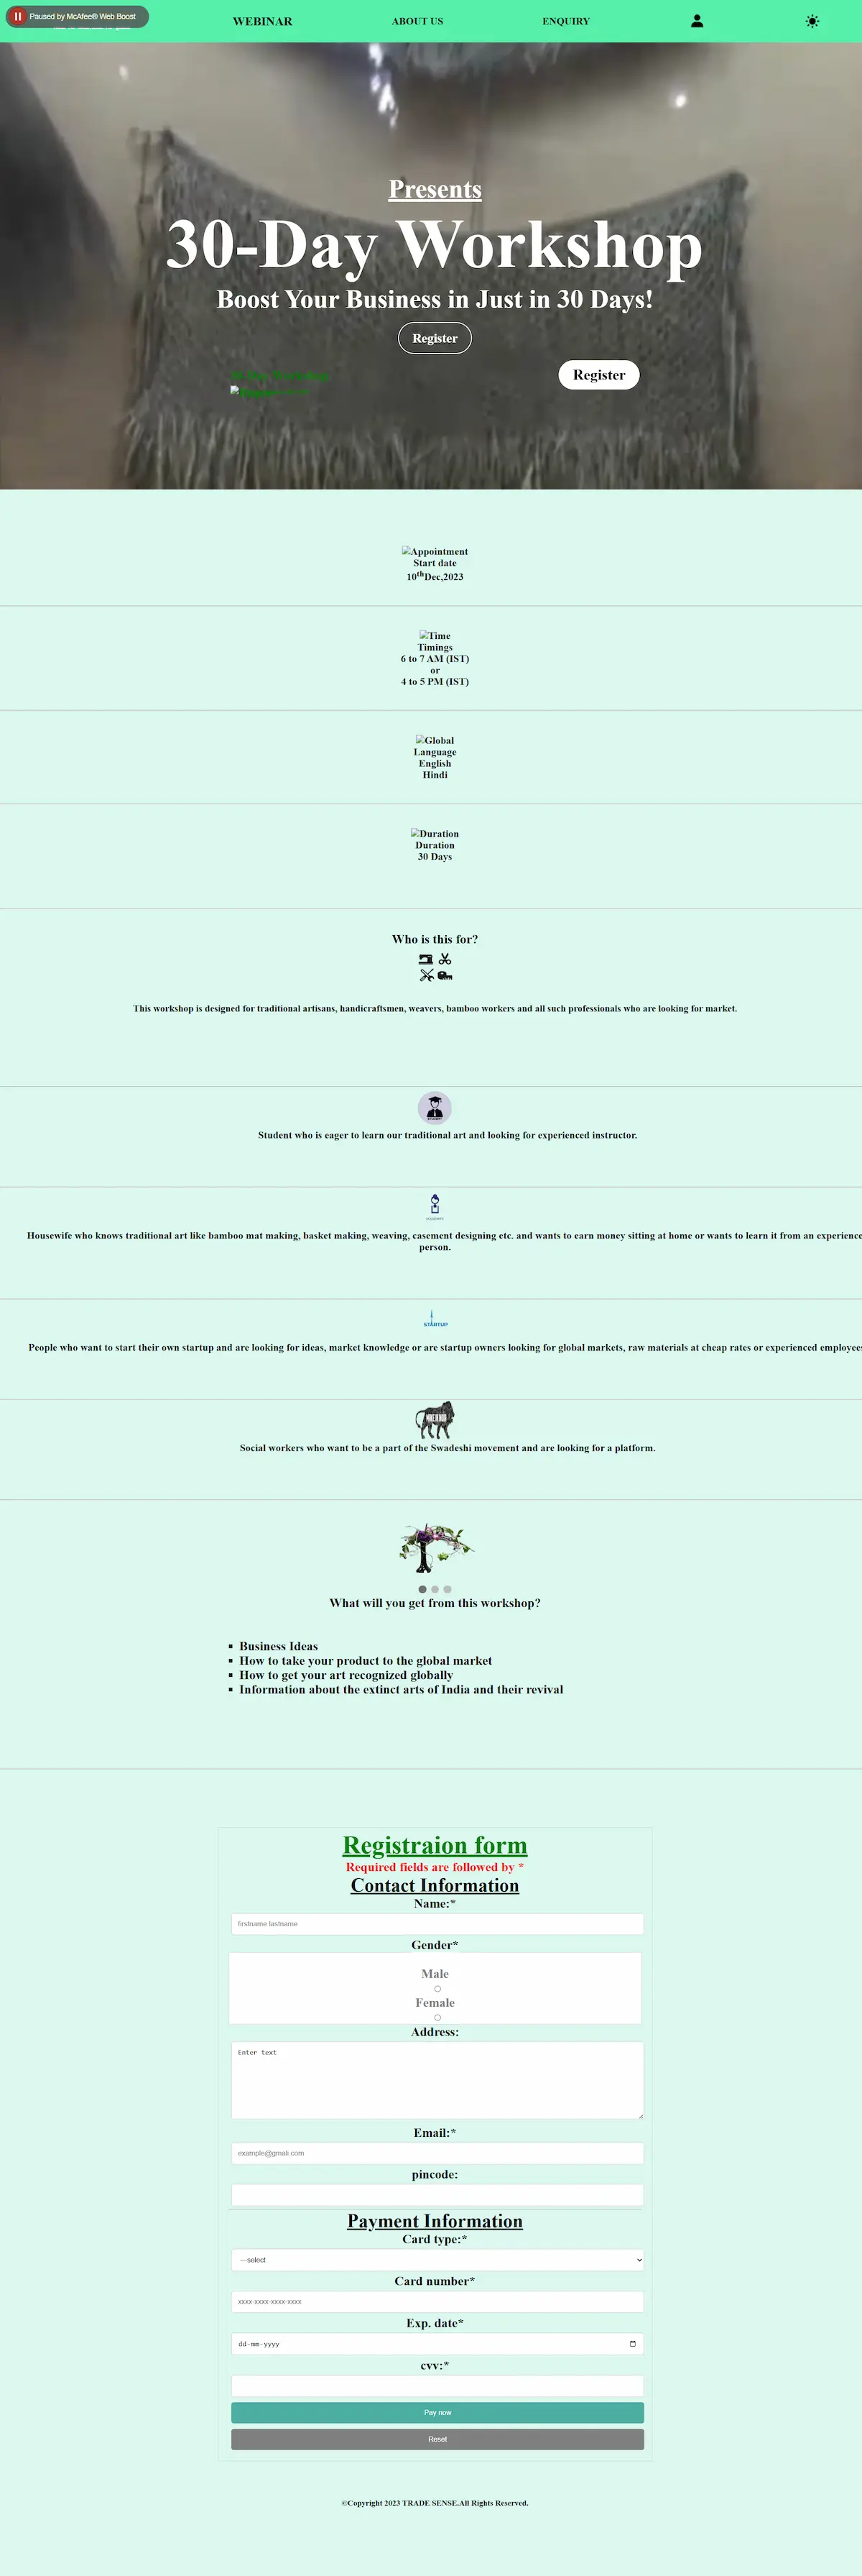 Paused by McAfee® Web Boost
WEBINAR
ABOUT US
ENQUIRY
Presents
30-Day Workshop
Boost Your Business in Just in 30 Days!
Register
Register
Appointment
Start date
10thDec,2023
Time
Timings
6 to 7 AM (IST)
or
4 to 5 PM (IST)
Global
Language
English
Hindi
Duration
Duration
30 Days
Who is this for?
This workshop is designed for traditional artisans, handicraftsmen, weavers, bamboo workers and all such professionals who are looking for market.
Student who is eager to learn our traditional art and looking for experienced instructor.
Housewife who knows traditional art like bamboo mat making, basket making, weaving, casement designing etc. and wants to earn money sitting at home or wants to learn it from an experience
person.
STARTUP
People who want to start their own startup and are looking for ideas, market knowledge or are startup owners looking for global markets, raw materials at cheap rates or experienced employees
Social workers who want to be a part of the Swadeshi movement and are looking for a platform.
What will you get from this workshop?
▪ Business Ideas
▪ How to take your product to the global market
▪ How to get your art recognized globally
▪ Information about the extinct arts of India and their revival
Registraion form
Required fields are followed by *
Contact Information
Name:*
firstname lastname
Gender*
Male
Female
Address:
Enter text
Email:*
example@gmail.com
pincode:
Payment Information
Card type:*
---select
Card number*
xxxx-xxxx-xxxx-xxxx
Exp. date*
dd-mm-yyyy
cvv:*
Pay now
Reset
©Copyright 2023 TRADE SENSE.All Rights Reserved.